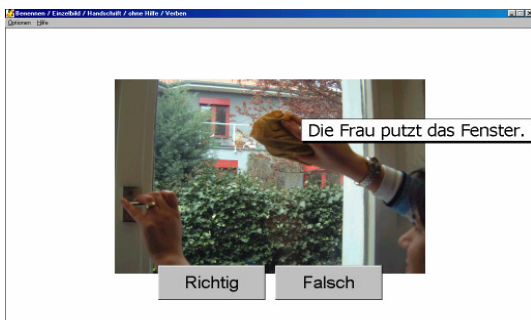 Benennen / Einzelbild / Handschrift / ohne Hilfe / Verben
Optionen Hilfe
Die Frau putzt das Fenster.
Richtig Falsch